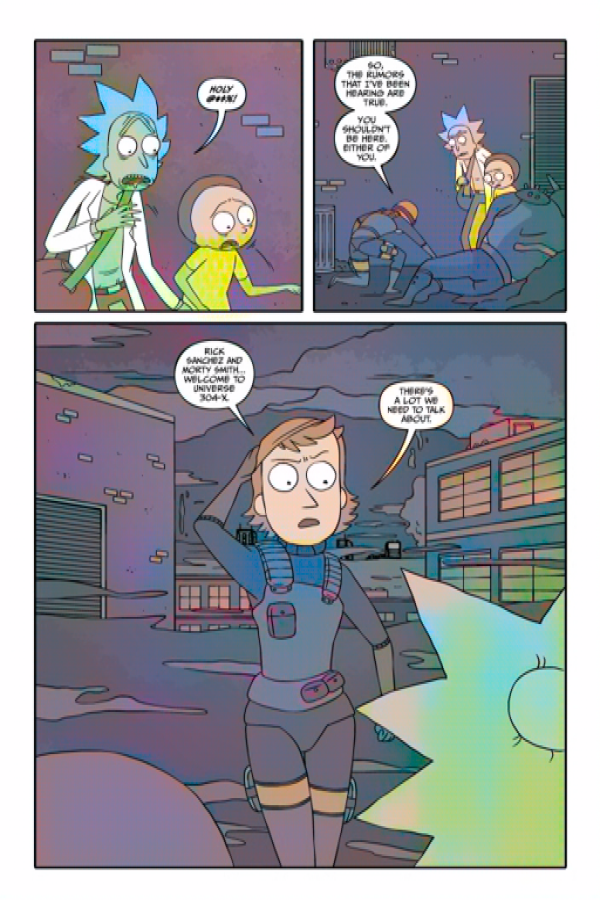 HOLY
@##%!
SO,
THE RUMORS
THAT I'VE BEEN
HEARING ARE
TRUE.
YOU
SHOULDN'T
BE HERE.
EITHER OF
YOU.
RICK
SANCHEZ AND
MORTY SMITH...
WELCOME TO
UNIVERSE
304-X.
THERE'S
A LOT WE
NEED TO TALK
ABOUT.